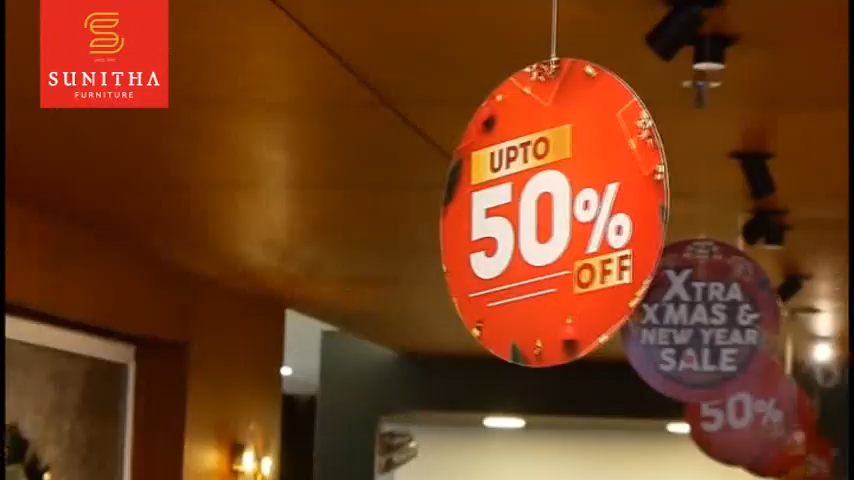 SUNITHA
FURNITURE
UPTO
50%
OFF
XTRA
XMAS &
NEW YEAR
SALE
50%